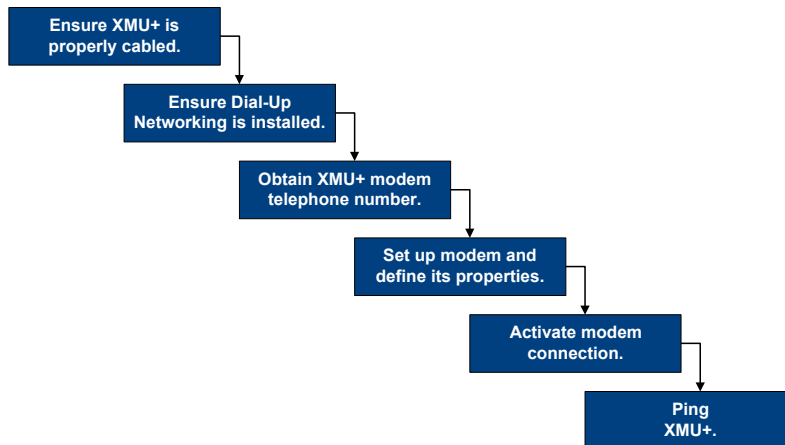 Ensure XMU+ is
properly cabled.
Ensure Dial-Up
Networking is installed.
Obtain XMU+ modem
telephone number.
Set up modem and
define its properties.
Activate modem
connection.
Ping
XMU+.